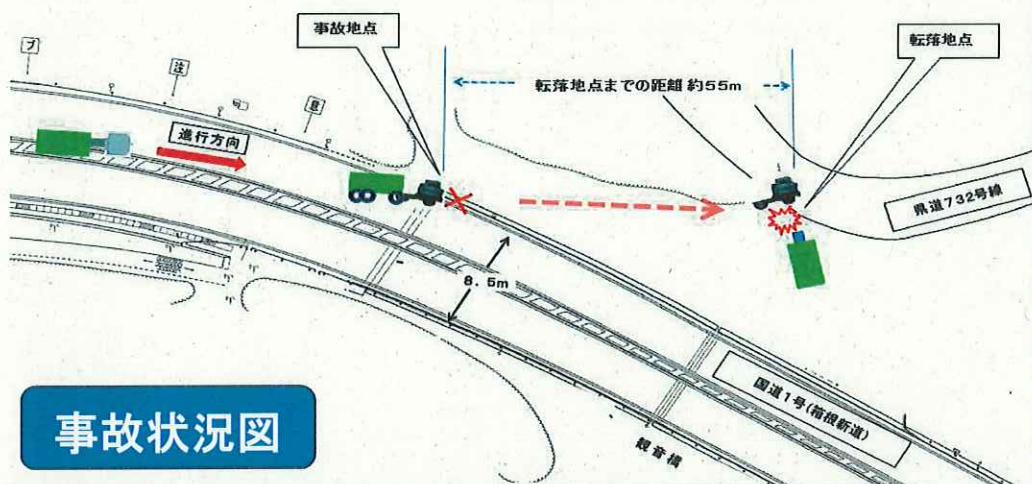 事故地点
転落地点
ブ
注
意
転落地点までの距離 約55m
進行方向
県道732号線
8.5m
国道1号(箱根新道)
観音橋
事故状況図